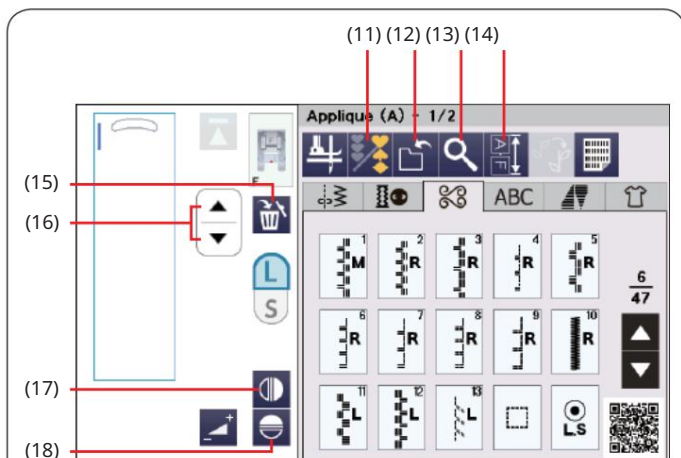 (11) (12) (13) (14)
Applique (A) - 1/2
F
A
F
(15)
(16)
ABC
L
S
1 M
2 R
3 R
4 R
5 R
6
47
6 R
7 R
8 R
9 R
10 R
(17)
11 L
12 L
13 L
L.S
(18)